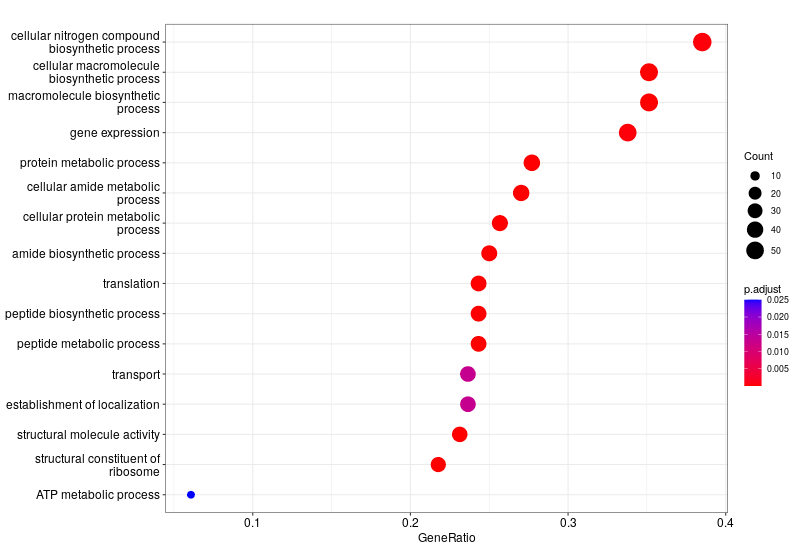 cellular nitrogen compound
biosynthetic process
cellular macromolecule
biosynthetic process
macromolecule biosynthetic
process
gene expression
protein metabolic process
cellular amide metabolic
process
cellular protein metabolic
process
amide biosynthetic process
translation
peptide biosynthetic process
peptide metabolic process
transport
establishment of localization
structural molecule activity
structural constituent of
ribosome
ATP metabolic process
0.1 0.2 0.3 0.4
GeneRatio
Count
10
20
30
40
50
p.adjust
0.025
0.020
0.015
0.010
0.005